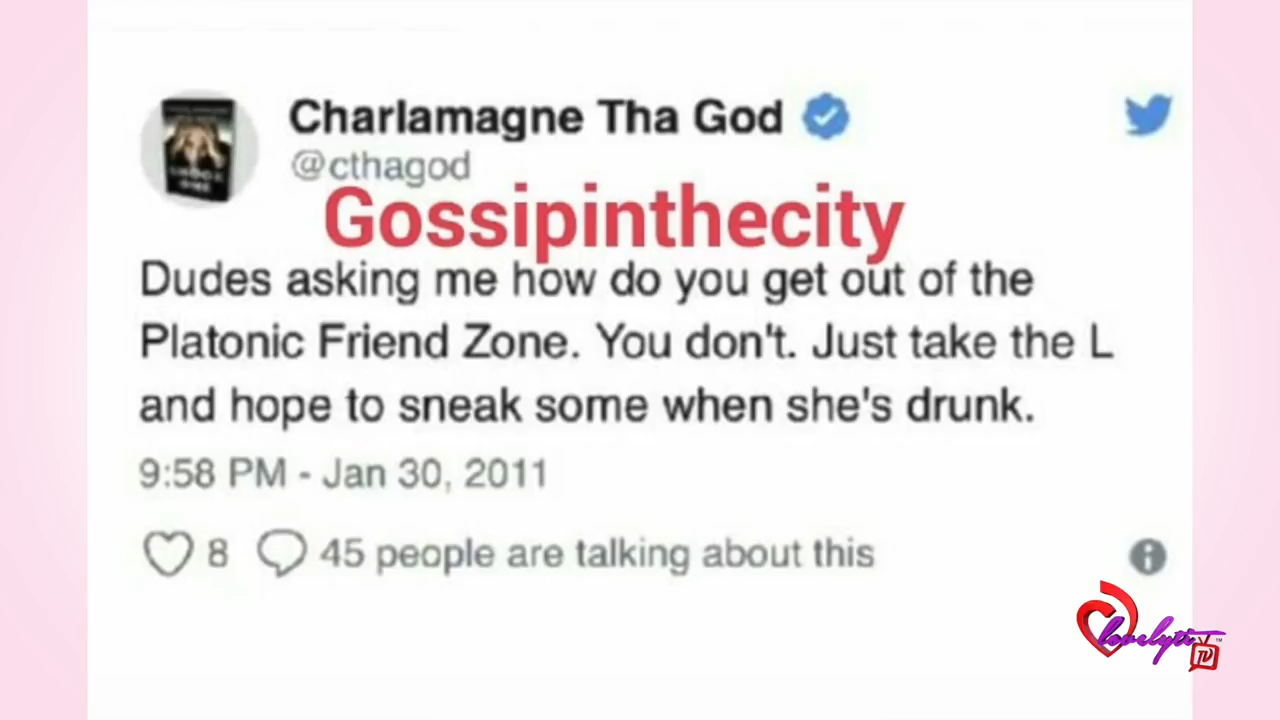 Charlamagne Tha God
@cthagod
Gossipinthecity
Dudes asking me how do you get out of the
Platonic Friend Zone. You don't. Just take the L
and hope to sneak some when she's drunk.
9:58 PM - Jan 30, 2011
8 45 people are talking about this
lovelyti
TV